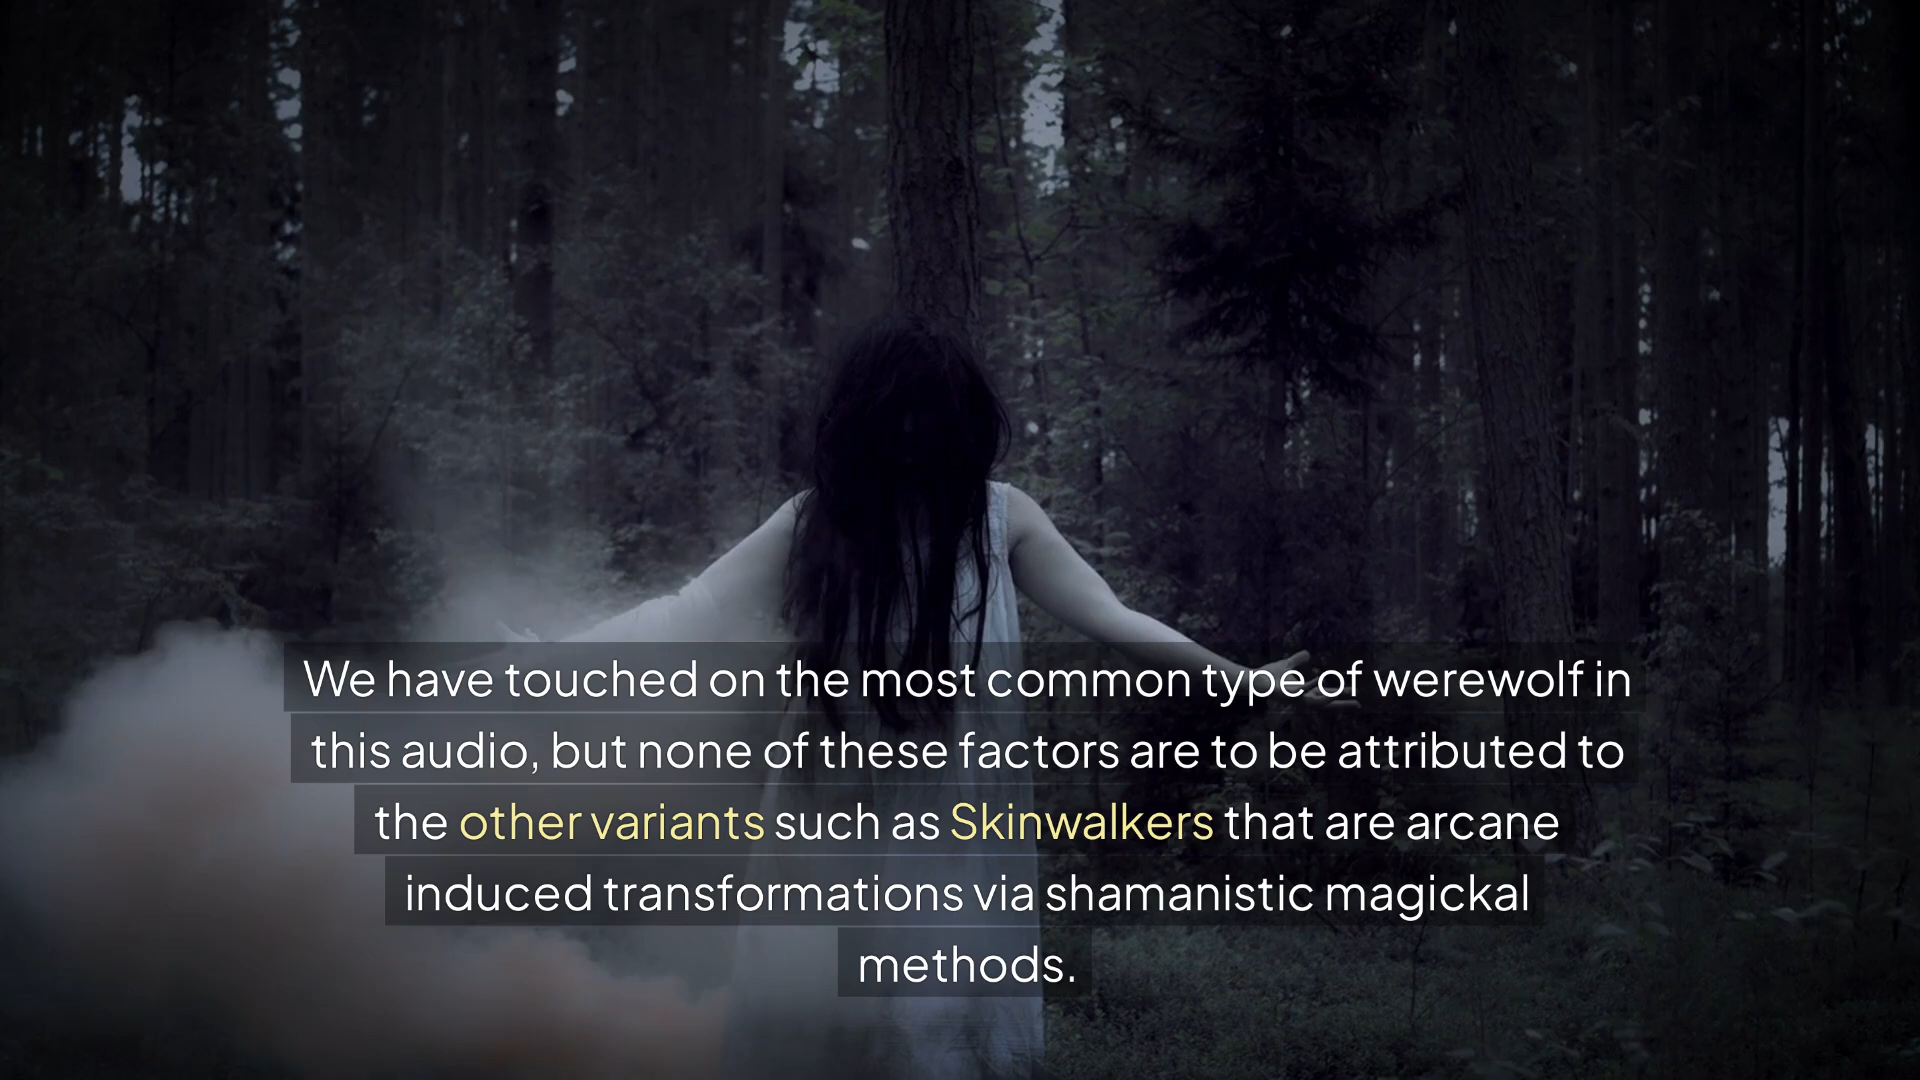 We have touched on the most common type of werewolf in
this audio, but none of these factors are to be attributed to
the other variants such as Skinwalkers that are arcane
induced transformations via shamanistic magickal
methods.